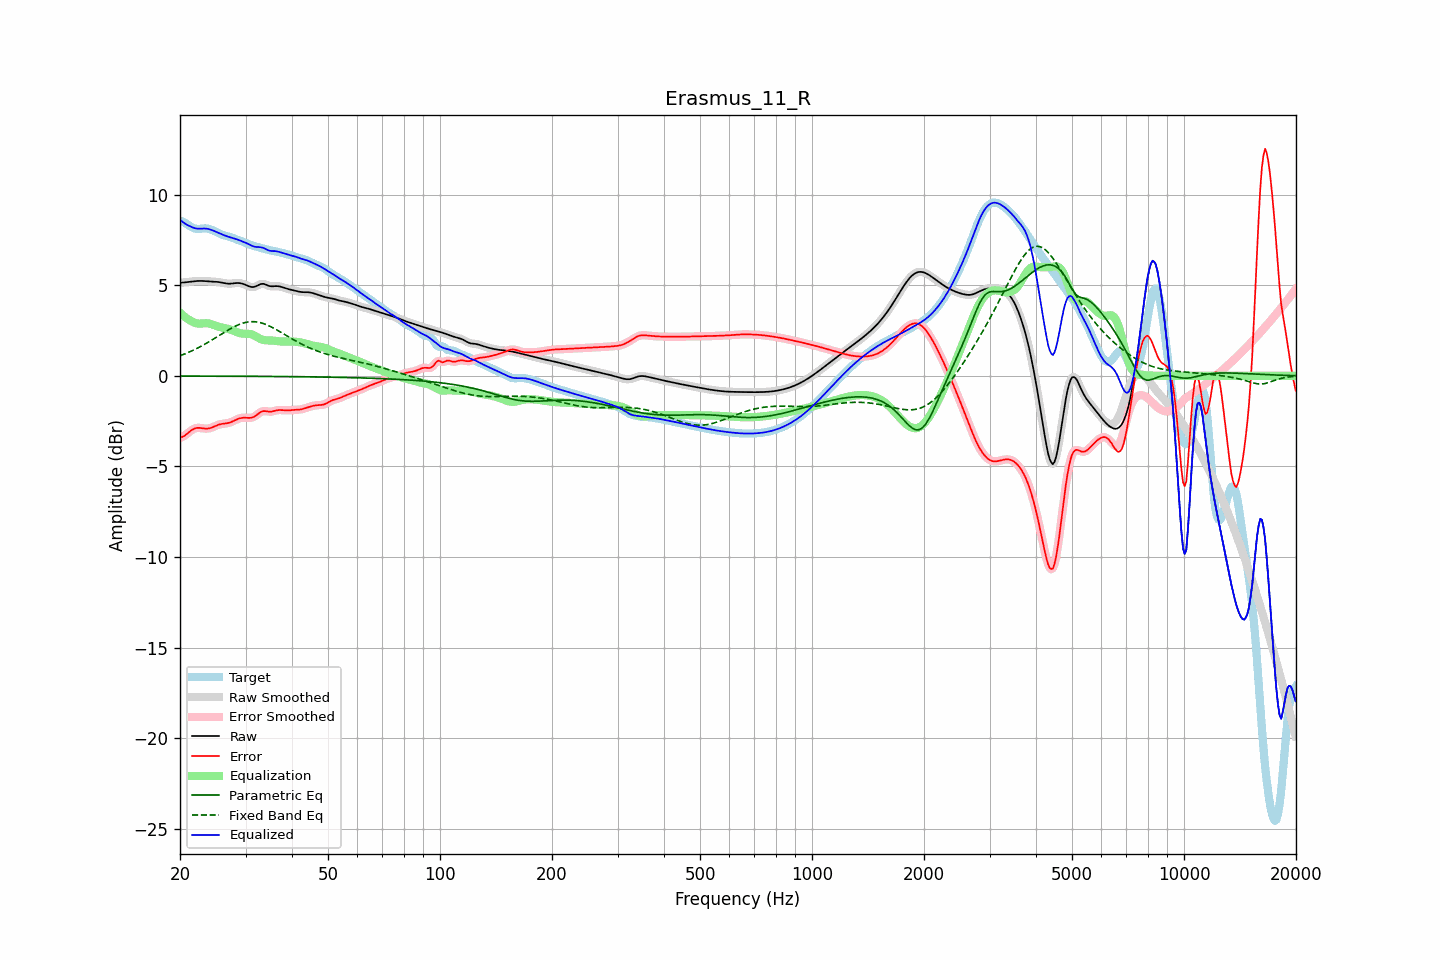 Erasmus_11_R
Amplitude (dBr)
10
5
0
−5
−10
−15
−20
−25
Target
Raw Smoothed
Error Smoothed
Raw
Error
Equalization
Parametric Eq
Fixed Band Eq
Equalized
20 50 100 200 500 1000 2000 5000 10000 20000
Frequency (Hz)